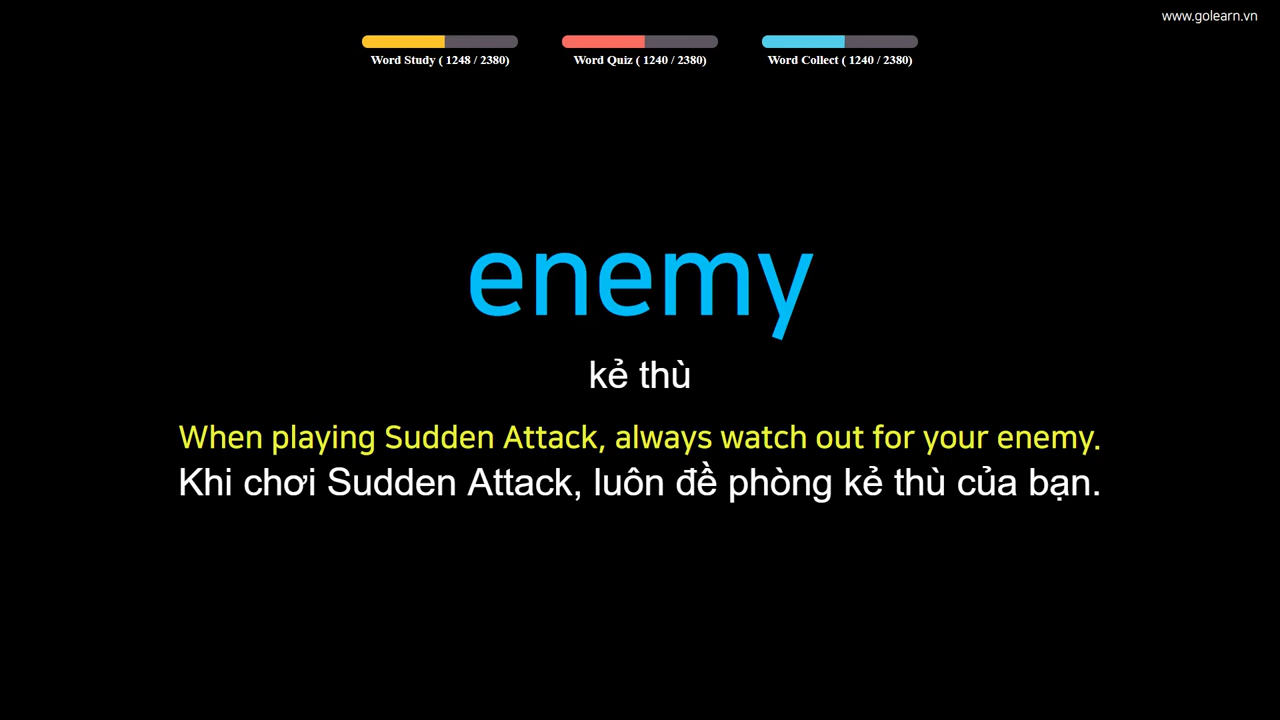 www.golearn.vn
Word Study ( 1248 / 2380)
Word Quiz ( 1240 / 2380)
Word Collect ( 1240 / 2380)
enemy
kẻ thù
When playing Sudden Attack, always watch out for your enemy.
Khi chơi Sudden Attack, luôn đề phòng kẻ thù của bạn.